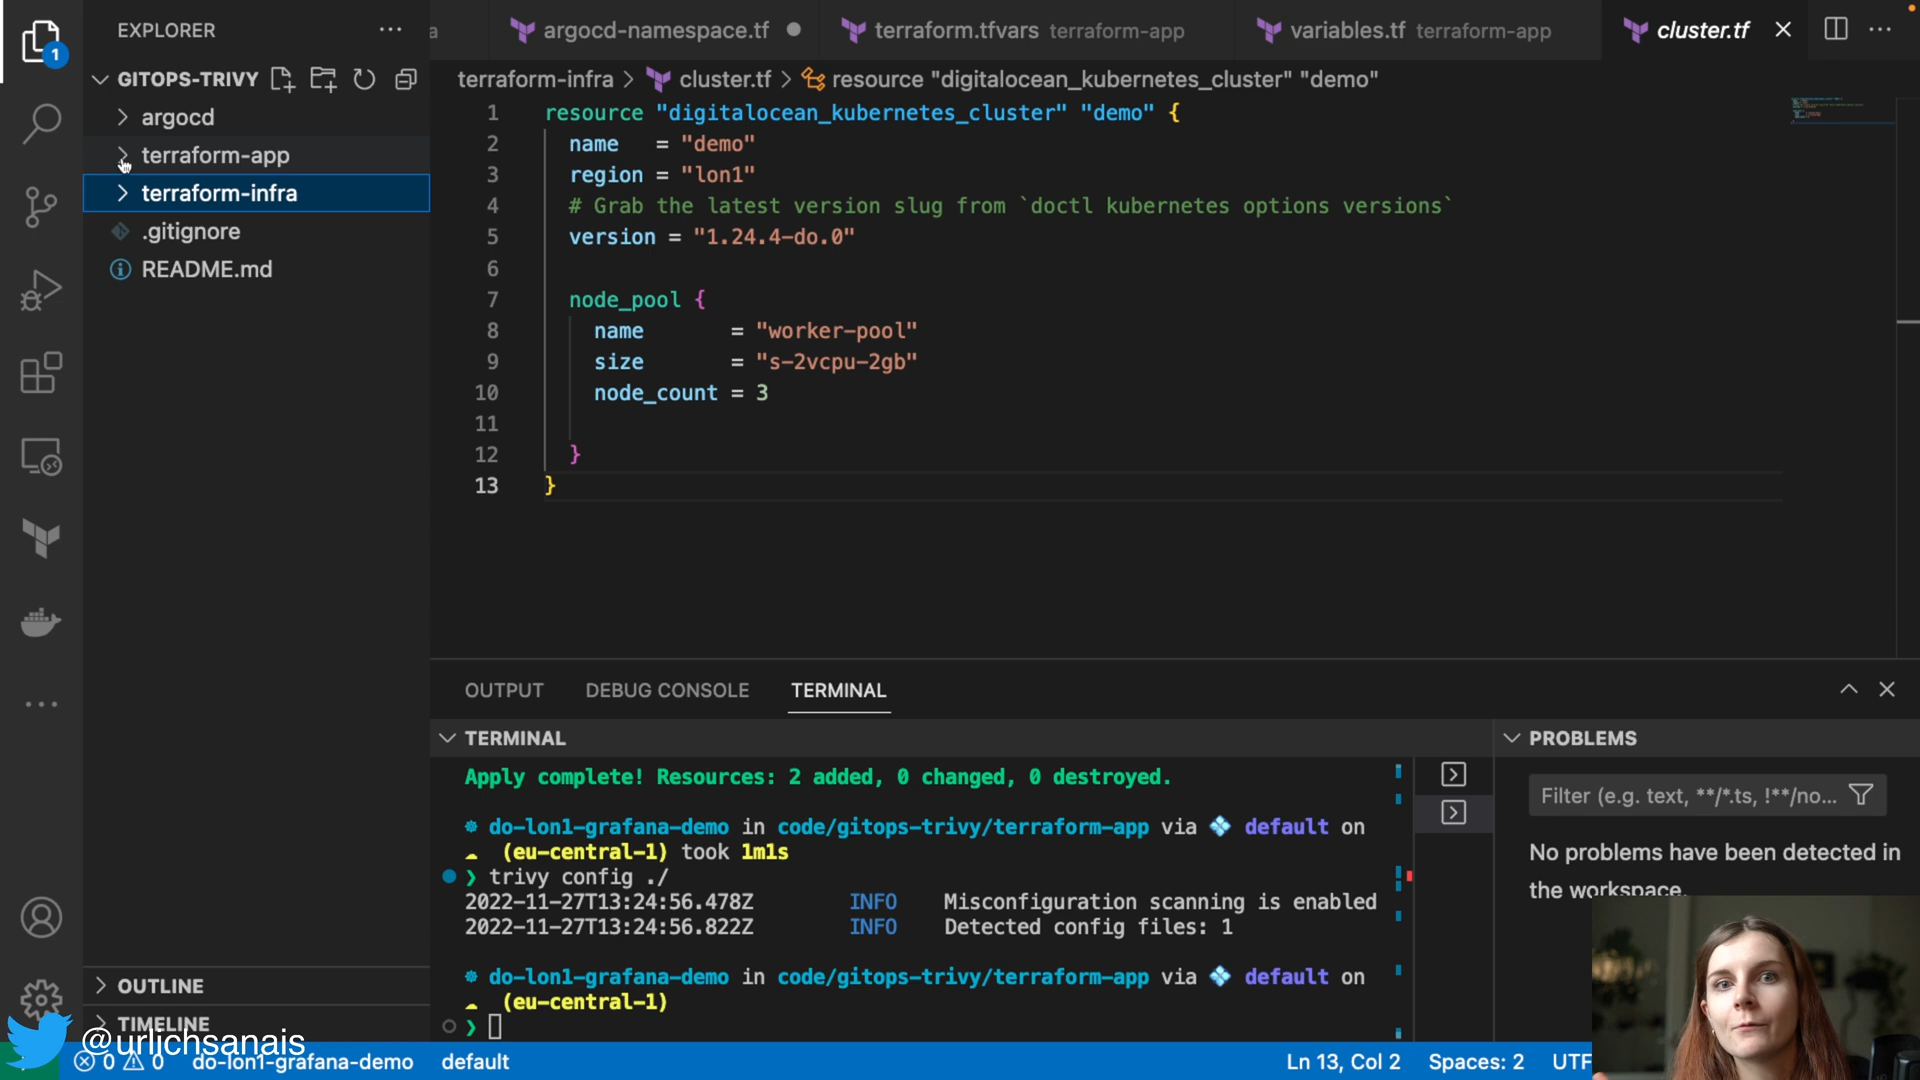 EXPLORER
argocd-namespace.tf
terraform.tfvars terraform-app
variables.tf terraform-app
cluster.tf
1
GITOPS-TRIVY
terraform-infra > cluster.tf > resource "digitalocean_kubernetes_cluster" "demo"
argocd
terraform-app
terraform-infra
.gitignore
README.md
1 resource "digitalocean_kubernetes_cluster" "demo" {
2 name = "demo"
3 region = "lon1"
4 # Grab the latest version slug from `doctl kubernetes options versions`
5 version = "1.24.4-do.0"
6
7 node_pool {
8 name = "worker-pool"
9 size = "s-2vcpu-2gb"
10 node_count = 3
11
12 }
13 }
OUTPUT DEBUG CONSOLE TERMINAL
TERMINAL
Apply complete! Resources: 2 added, 0 changed, 0 destroyed.
do-lon1-grafana-demo in code/gitops-trivy/terraform-app via default on
(eu-central-1) took 1m1s
❯ trivy config ./
2022-11-27T13:24:56.478Z INFO Misconfiguration scanning is enabled
2022-11-27T13:24:56.822Z INFO Detected config files: 1
do-lon1-grafana-demo in code/gitops-trivy/terraform-app via default on
(eu-central-1)
❯
PROBLEMS
Filter (e.g. text, **/*.ts, !**/no...
No problems have been detected in
the workspace.
OUTLINE
TIMELINE
@urlichsanais
0 0 do-lon1-grafana-demo default
Ln 13, Col 2 Spaces: 2 UTF